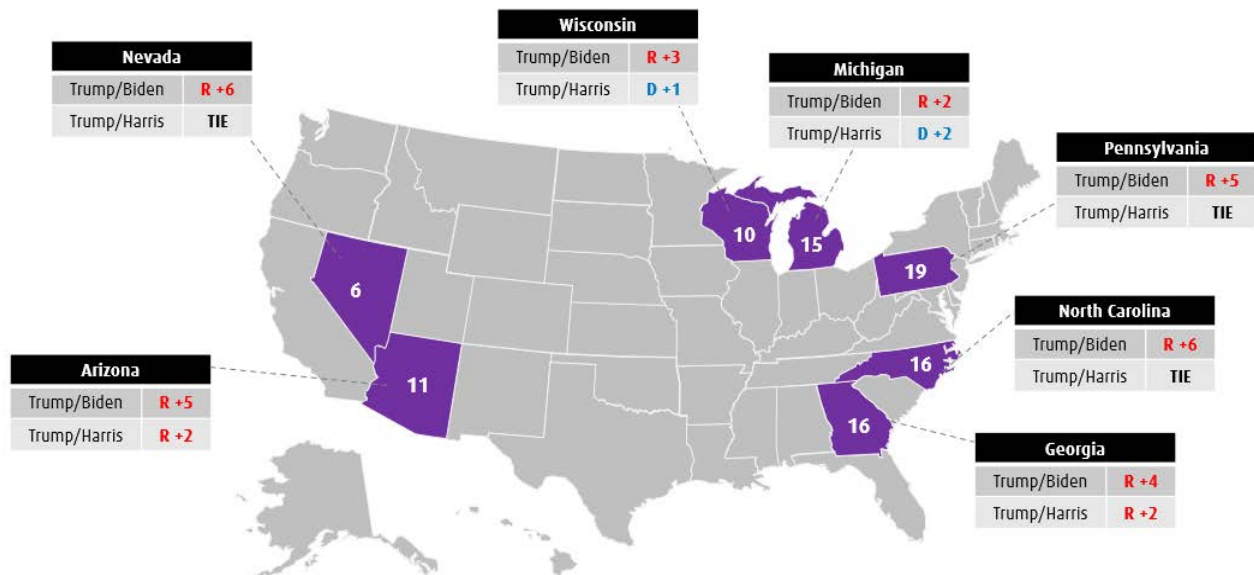 Wisconsin
Trump/Biden R +3
Trump/Harris D +1
Nevada
Trump/Biden R +6
Trump/Harris TIE
Michigan
Trump/Biden R +2
Trump/Harris D +2
Pennsylvania
Trump/Biden R +5
Trump/Harris TIE
10
15
19
6
North Carolina
Trump/Biden R +6
Trump/Harris TIE
Arizona
Trump/Biden R +5
Trump/Harris R +2
11
16
16
Georgia
Trump/Biden R +4
Trump/Harris R +2